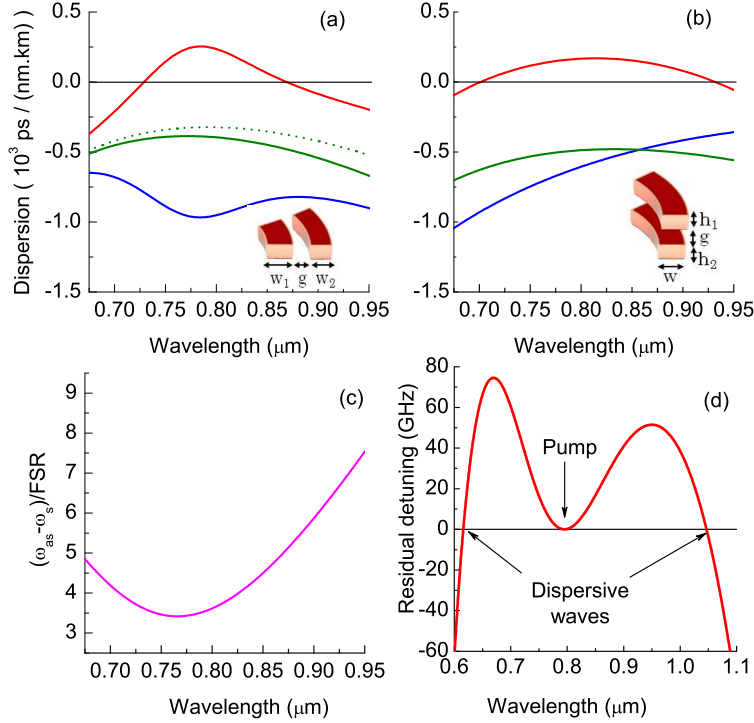 (a)
0.5
0.0
-0.5
-1.0
-1.5
Dispersion ( 10³ ps / (nm.km)
w₁ g w₂
0.70 0.75 0.80 0.85 0.90 0.95
Wavelength (μm)
(b)
0.5
0.0
-0.5
-1.0
-1.5
h₁
g
h₂
w
0.70 0.75 0.80 0.85 0.90 0.95
Wavelength (μm)
(c)
9
8
7
6
5
4
3
(ωas-ωs)/FSR
0.70 0.75 0.80 0.85 0.90 0.95
Wavelength (μm)
(d)
80
60
40
20
0
-20
-40
-60
Residual detuning (GHz)
Pump
Dispersive
waves
0.6 0.7 0.8 0.9 1.0 1.1
Wavelength (μm)